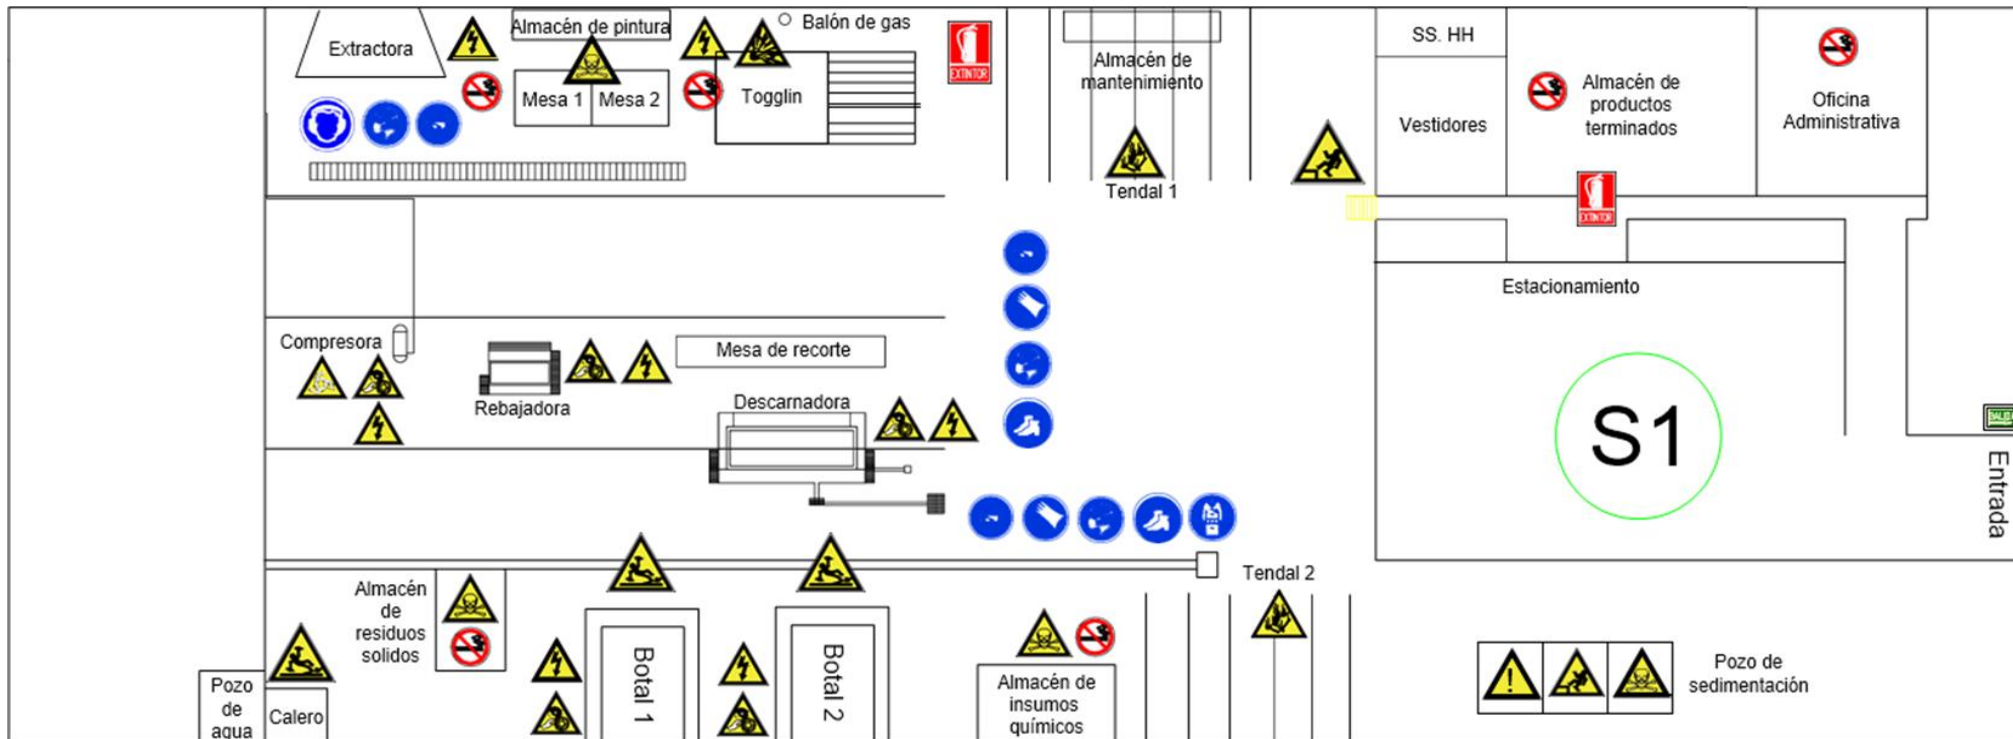 Extractora
Almacén de pintura
Balón de gas
EXTINTOR
Mesa 1
Mesa 2
Togglin
Almacén de
mantenimiento
Tendal 1
SS. HH
Vestidores
Almacén de
productos
terminados
EXTINTOR
Oficina
Administrativa
Estacionamiento
S1
SALIDA
Entrada
Compresora
Rebajadora
Mesa de recorte
Descarnadora
Almacén
de
residuos
solidos
Pozo
de
agua
Calero
Botal 1
Botal 2
Almacén de
insumos
químicos
Tendal 2
Pozo de
sedimentación